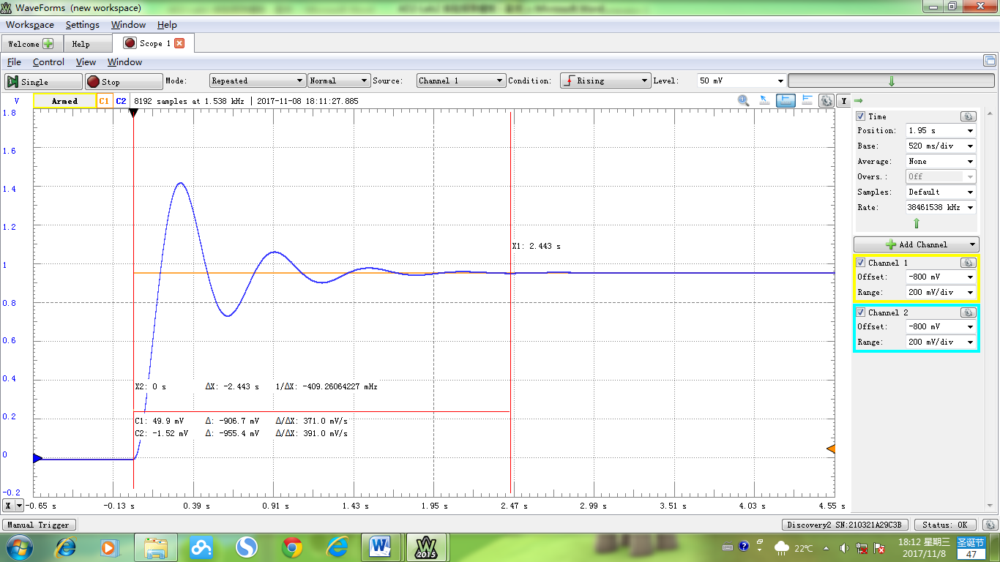 WaveForms (new workspace)
Workspace Settings Window Help
Welcome Help Scope 1
File Control View Window
Single Stop Mode: Repeated Normal Source: Channel 1 Condition: Rising Level: 50 mV
V Armed C1 C2 8192 samples at 1.538 kHz | 2017-11-08 18:11:27.885 Y
1.8
1.6
1.4
1.2
1
0.8
0.6
0.4
0.2
0
-0.2
X1: 2.443 s
X2: 0 s ΔX: -2.443 s 1/ΔX: -409.26064227 mHz
C1: 49.9 mV Δ: -906.7 mV Δ/ΔX: 371.0 mV/s
C2: -1.52 mV Δ: -955.4 mV Δ/ΔX: 391.0 mV/s
X -0.65 s -0.13 s 0.39 s 0.91 s 1.43 s 1.95 s 2.47 s 2.99 s 3.51 s 4.03 s 4.55 s
Time
Position: 1.95 s
Base: 520 ms/div
Average: None
Overs.: Off
Samples: Default
Rate: 38461538 kHz
Add Channel
Channel 1
Offset: -800 mV
Range: 200 mV/div
Channel 2
Offset: -800 mV
Range: 200 mV/div
Manual Trigger Discovery2 SN:210321A29C3B Status: OK
W 2015 22℃ 18:12 星期三 圣诞节
2017/11/8 47